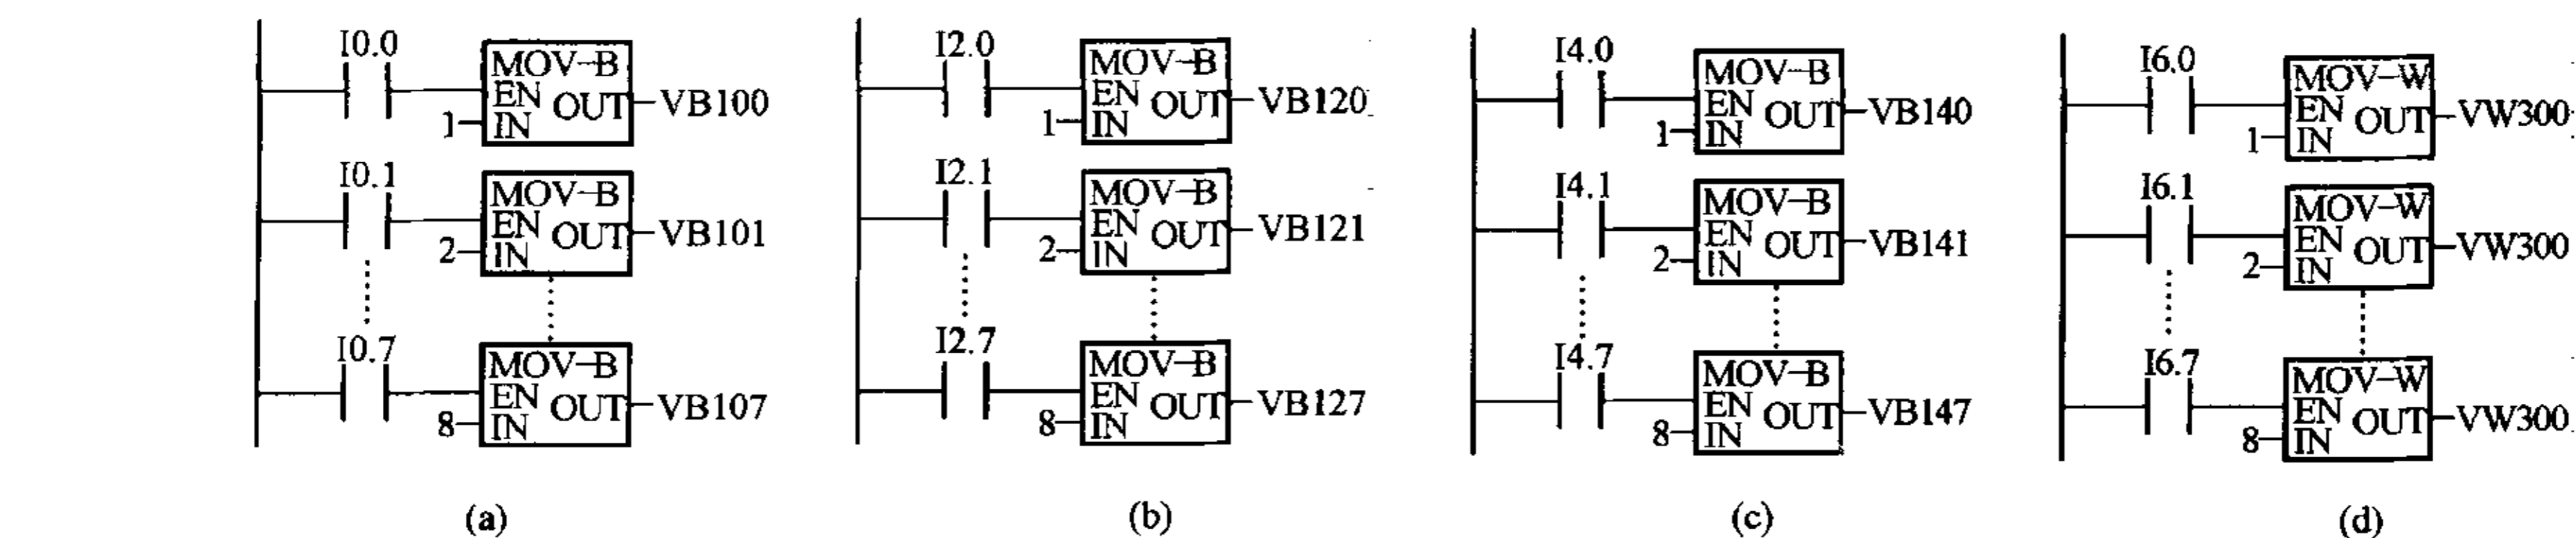 I0.0
MOV-B
EN
OUT
VB100
1
IN
I0.1
MOV-B
EN
OUT
VB101
2
IN
I0.7
MOV-B
EN
OUT
VB107
8
IN
(a)
I2.0
MOV-B
EN
OUT
VB120
1
IN
I2.1
MOV-B
EN
OUT
VB121
2
IN
I2.7
MOV-B
EN
OUT
VB127
8
IN
(b)
I4.0
MOV-B
EN
OUT
VB140
1
IN
I4.1
MOV-B
EN
OUT
VB141
2
IN
I4.7
MOV-B
EN
OUT
VB147
8
IN
(c)
I6.0
MOV-W
EN
OUT
VW300
1
IN
I6.1
MOV-W
EN
OUT
VW300
2
IN
I6.7
MOV-W
EN
OUT
VW300
8
IN
(d)